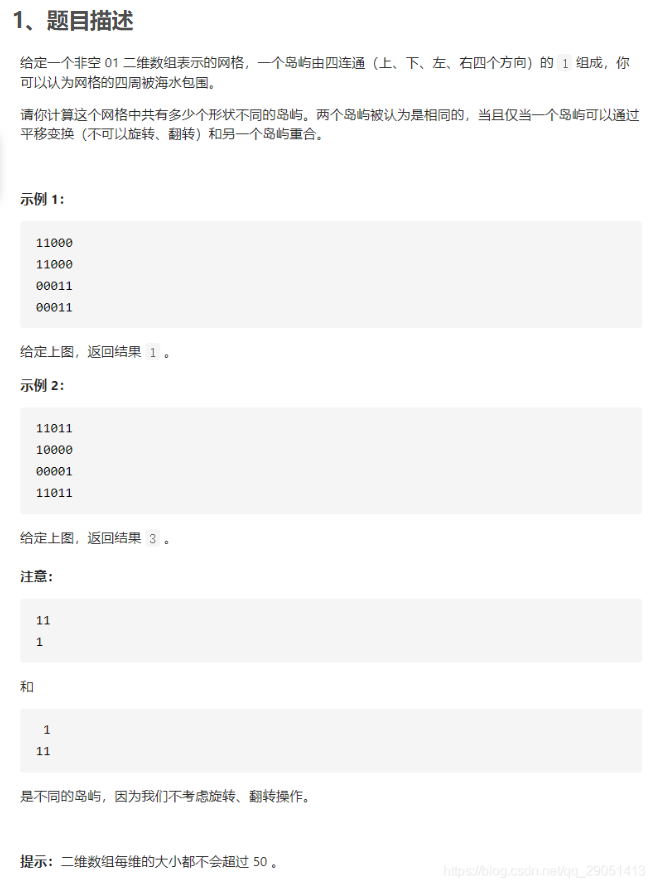 1、题目描述
给定一个非空 01 二维数组表示的网格，一个岛屿由四连通（上、下、左、右四个方向）的 1 组成，你
可以认为网格的四周被海水包围。
请你计算这个网格中共有多少个形状不同的岛屿。两个岛屿被认为是相同的，当且仅当一个岛屿可以通过
平移变换（不可以旋转、翻转）和另一个岛屿重合。
示例 1：
11000
11000
00011
00011
给定上图，返回结果 1 。
示例 2：
11011
10000
00001
11011
给定上图，返回结果 3 。
注意：
11
1
和
 1
11
是不同的岛屿，因为我们不考虑旋转、翻转操作。
提示：二维数组每维的大小都不会超过 50 。
https://blog.csdn.net/qq_29051413